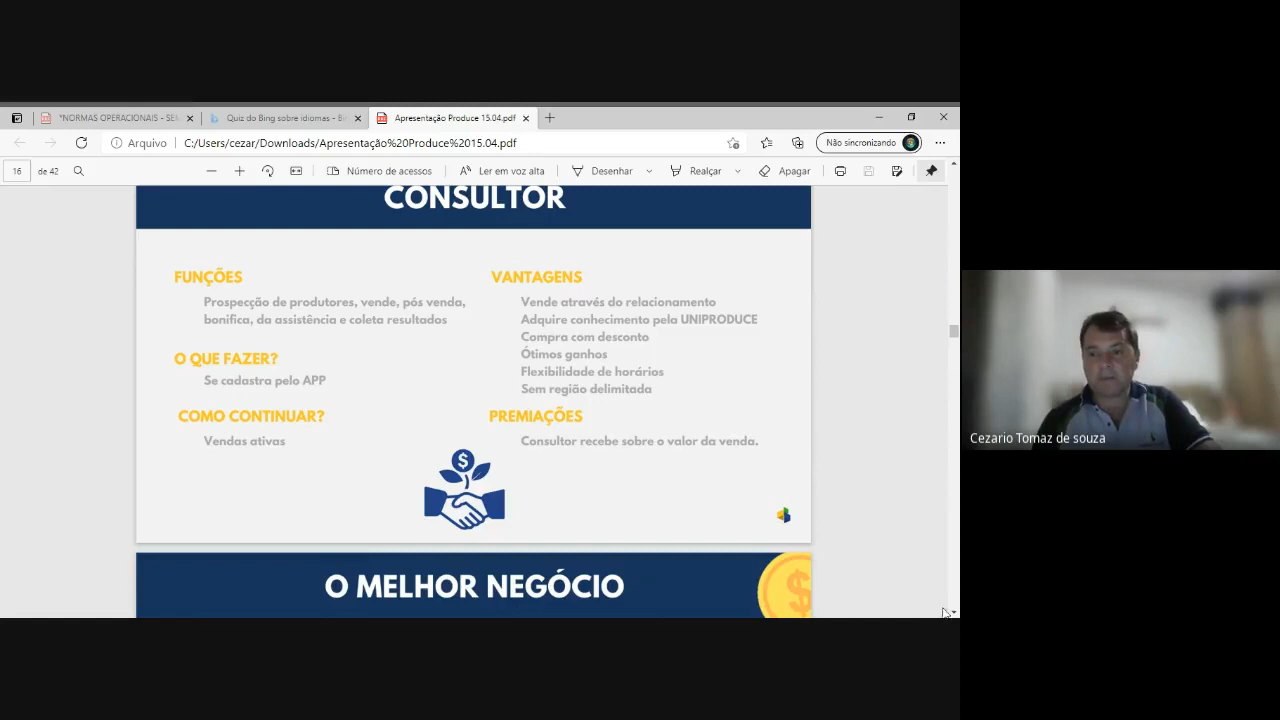 *NORMAS OPERACIONAIS - SEM
Quiz do Bing sobre idiomas - Bi
Apresentação Produce 15.04.pdf
Arquivo
C:/Users/cezar/Downloads/Apresentação%20Produce%2015.04.pdf
Não sincronizando
16
de 42
Número de acessos
Ler em voz alta
Desenhar
Realçar
Apagar
CONSULTOR
FUNÇÕES
Prospecção de produtores, vende, pós venda,
bonifica, da assistência e coleta resultados
O QUE FAZER?
Se cadastra pelo APP
COMO CONTINUAR?
Vendas ativas
VANTAGENS
Vende através do relacionamento
Adquire conhecimento pela UNIPRODUCE
Compra com desconto
Ótimos ganhos
Flexibilidade de horários
Sem região delimitada
PREMIAÇÕES
Consultor recebe sobre o valor da venda.
O MELHOR NEGÓCIO
Cezario Tomaz de souza